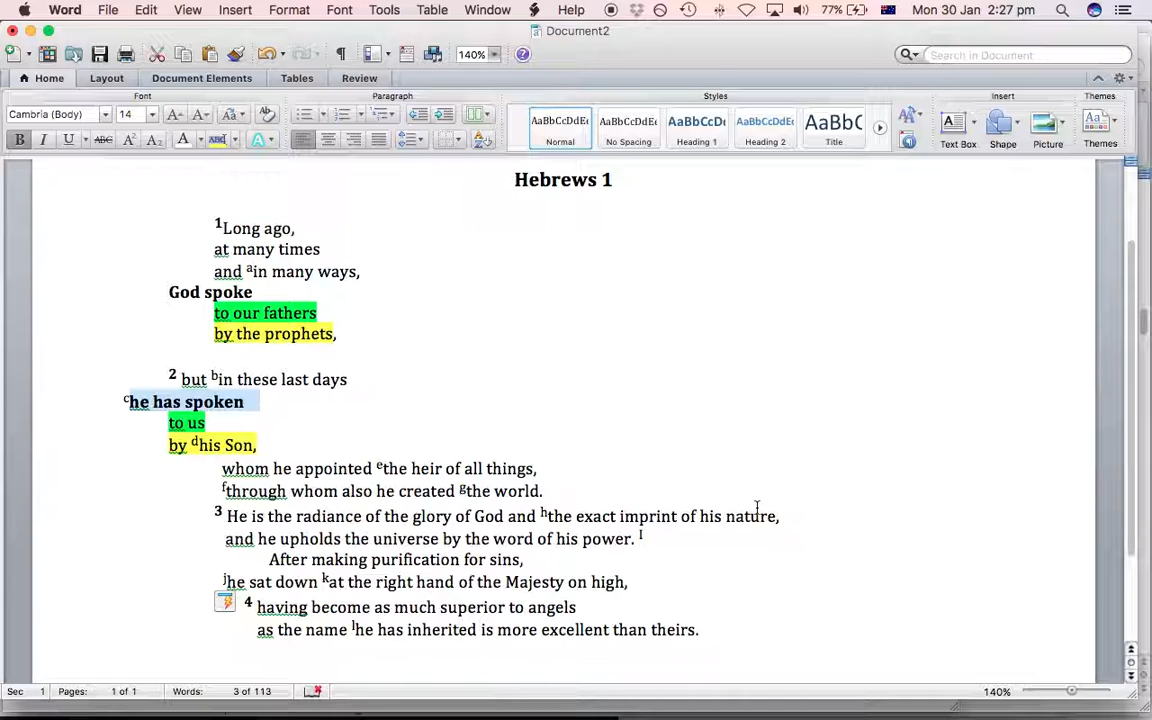 Word File Edit View Insert Format Font Tools Table Window Help 77% Mon 30 Jan 2:27 pm
Document2
140% Search in Document
Home Layout Document Elements Tables Review
Font Paragraph Styles Insert Themes
Cambria (Body) 14 A A Aa
B I U ABC A ABC A
AaBbCcDdEe AaBbCcDdEe AaBbCcDc AaBbCcDdEe AaBbC
Normal No Spacing Heading 1 Heading 2 Title
Text Box Shape Picture Themes
Hebrews 1
1Long ago,
at many times
and ain many ways,
God spoke
to our fathers
by the prophets,
2 but bin these last days
che has spoken
to us
by dhis Son,
whom he appointed ethe heir of all things,
fthrough whom also he created gthe world.
3 He is the radiance of the glory of God and hthe exact imprint of his nature,
and he upholds the universe by the word of his power. I
After making purification for sins,
jhe sat down kat the right hand of the Majesty on high,
4 having become as much superior to angels
as the name lhe has inherited is more excellent than theirs.
Sec 1 Pages: 1 of 1 Words: 3 of 113 140%